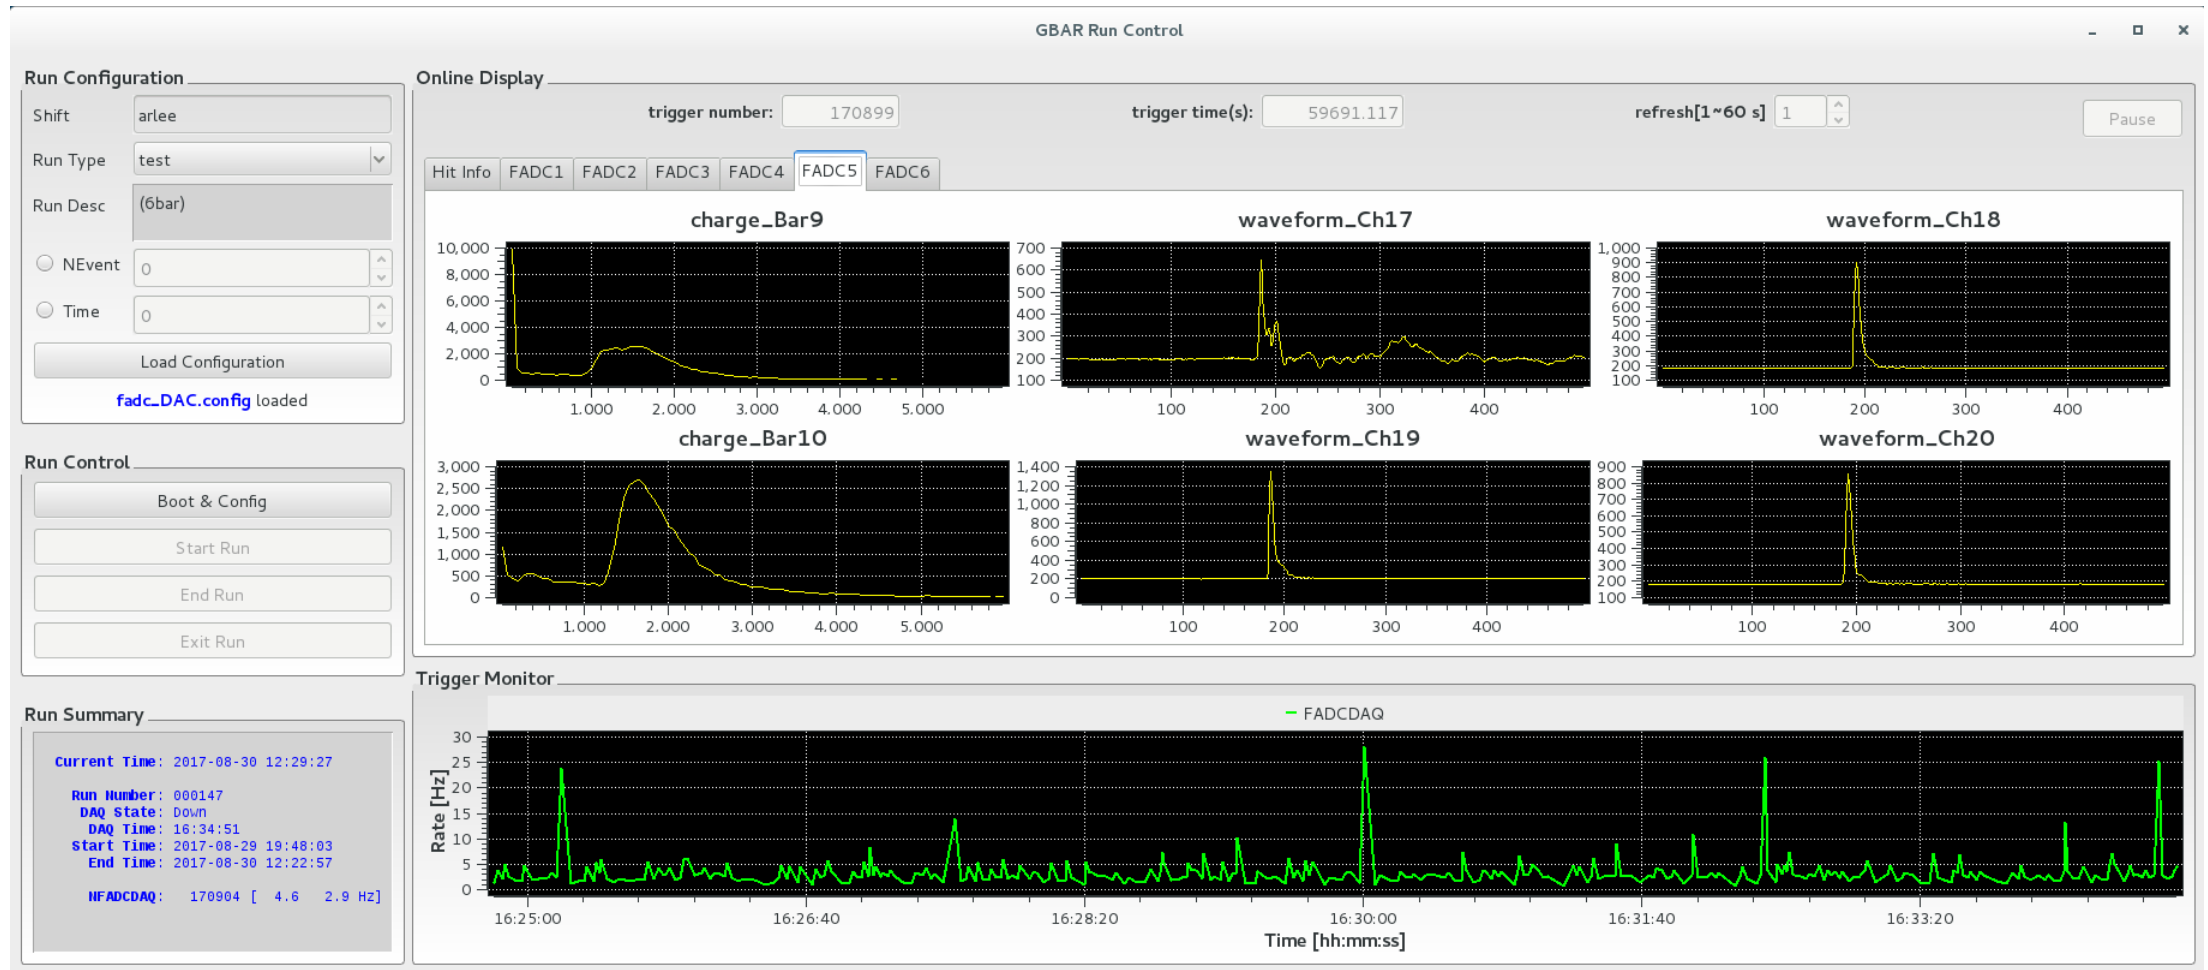 GBAR Run Control
Run Configuration
Shift arlee
Run Type test
Run Desc (6bar)
NEvent 0
Time 0
Load Configuration
fadc_DAC.config loaded
Run Control
Boot & Config
Start Run
End Run
Exit Run
Run Summary
Current Time: 2017-08-30 12:29:27
Run Number: 000147
DAQ State: Down
DAQ Time: 16:34:51
Start Time: 2017-08-29 19:48:03
End Time: 2017-08-30 12:22:57
NFADCDAQ: 170904 [ 4.6 2.9 Hz]
Online Display
trigger number: 170899 trigger time(s): 59691.117 refresh[1~60 s] 1 Pause
Hit Info FADC1 FADC2 FADC3 FADC4 FADC5 FADC6
charge_Bar9
10,000
8,000
6,000
4,000
2,000
0
1.000 2.000 3.000 4.000 5.000
waveform_Ch17
700
600
500
400
300
200
100
100 200 300 400
waveform_Ch18
1,000
900
800
700
600
500
400
300
200
100
100 200 300 400
charge_Bar10
3,000
2,500
2,000
1,500
1,000
500
0
1.000 2.000 3.000 4.000 5.000
waveform_Ch19
1,400
1,200
1,000
800
600
400
200
0
100 200 300 400
waveform_Ch20
900
800
700
600
500
400
300
200
100
100 200 300 400
Trigger Monitor
FADCDAQ
Rate [Hz]
30
25
20
15
10
5
0
16:25:00 16:26:40 16:28:20 16:30:00 16:31:40 16:33:20
Time [hh:mm:ss]